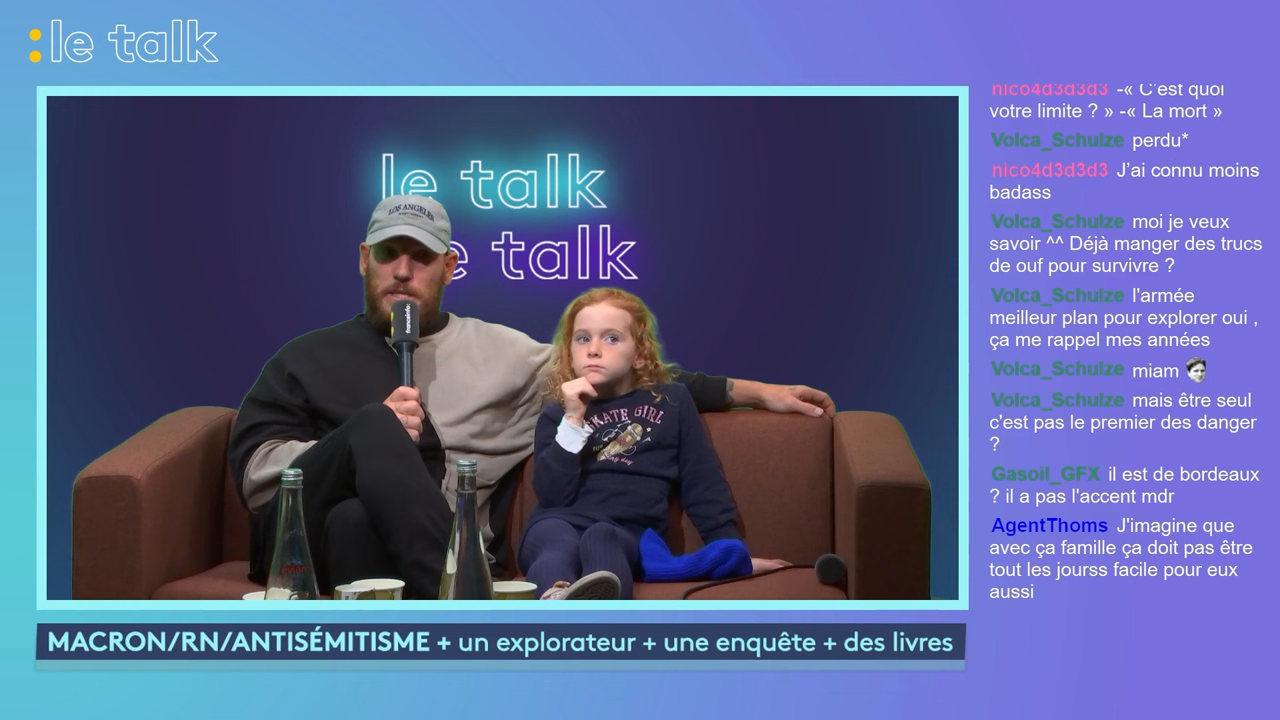 :le talk
le talk
le talk
LOS ANGELES
franceinfo:
SKATE GIRL
evian
nico4d3d3d3 -« C'est quoi
votre limite ? » -« La mort »
Volca_Schulze perdu*
nico4d3d3d3 J'ai connu moins
badass
Volca_Schulze moi je veux
savoir ^^ Déjà manger des trucs
de ouf pour survivre ?
Volca_Schulze l'armée
meilleur plan pour explorer oui ,
ça me rappel mes années
Volca_Schulze miam
Volca_Schulze mais être seul
c'est pas le premier des danger
?
Gasoil_GFX il est de bordeaux
? il a pas l'accent mdr
AgentThoms J'imagine que
avec ça famille ça doit pas être
tout les jourss facile pour eux
aussi
MACRON/RN/ANTISÉMITISME + un explorateur + une enquête + des livres